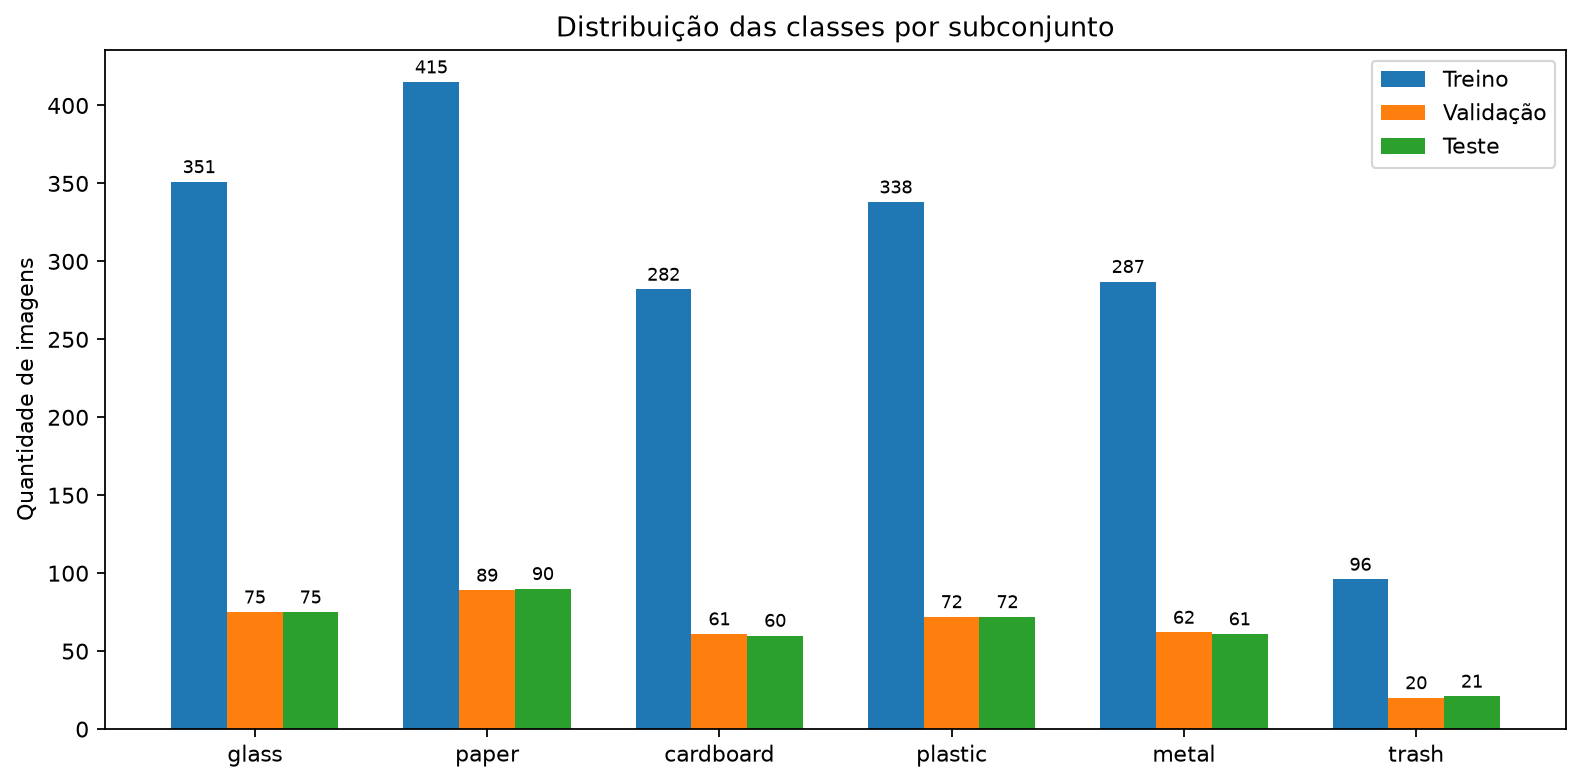 Distribuição das classes por subconjunto
Quantidade de imagens
400
350
300
250
200
150
100
50
0
351
75
75
415
89
90
282
61
60
338
72
72
287
62
61
96
20
21
glass
paper
cardboard
plastic
metal
trash
Treino
Validação
Teste